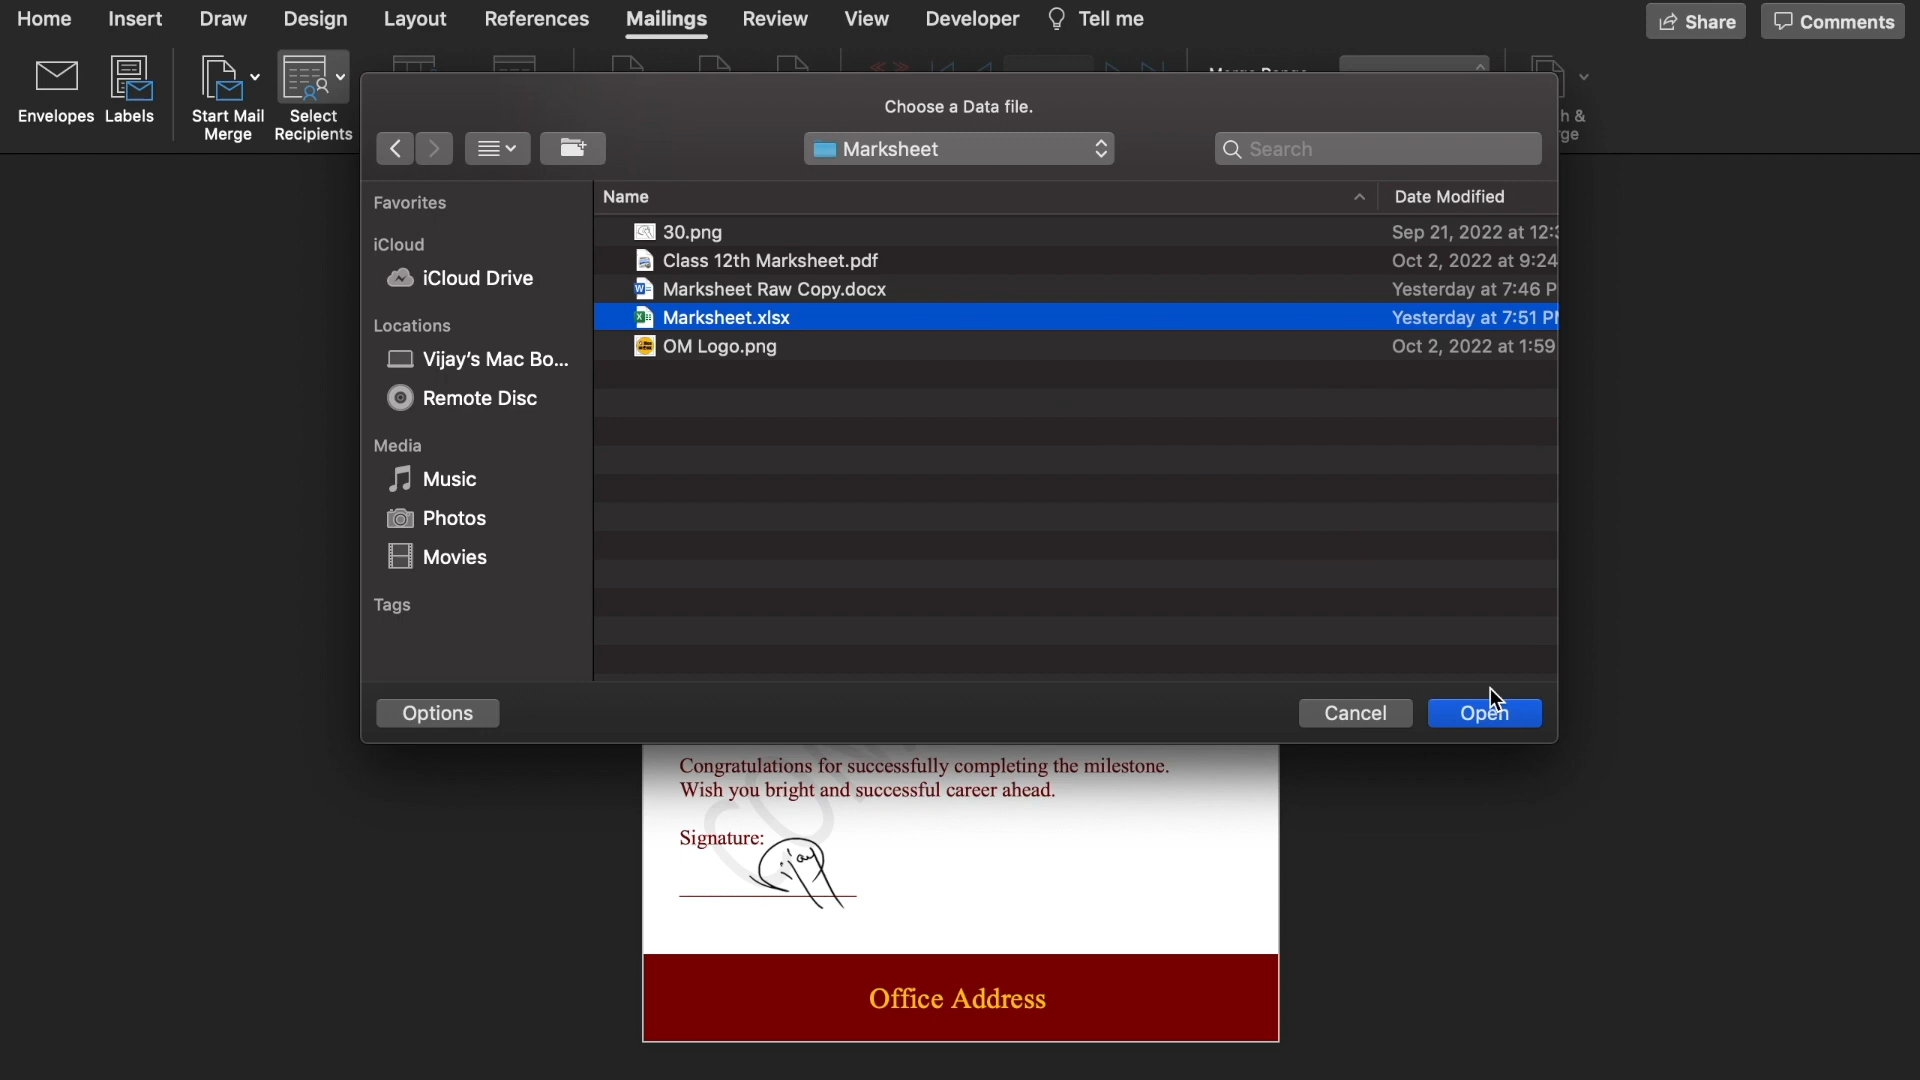 Home Insert Draw Design Layout References Mailings Review View Developer Tell me Share Comments
Envelopes Labels Start Mail Merge Select Recipients
Choose a Data file.
Marksheet Search
Favorites
iCloud
iCloud Drive
Locations
Vijay's Mac Bo...
Remote Disc
Media
Music
Photos
Movies
Tags
Name Date Modified
30.png Sep 21, 2022 at 12:3
Class 12th Marksheet.pdf Oct 2, 2022 at 9:24
Marksheet Raw Copy.docx Yesterday at 7:46 P
Marksheet.xlsx Yesterday at 7:51 PM
OM Logo.png Oct 2, 2022 at 1:59
Options Cancel Open
Congratulations for successfully completing the milestone.
Wish you bright and successful career ahead.
Signature:
Office Address